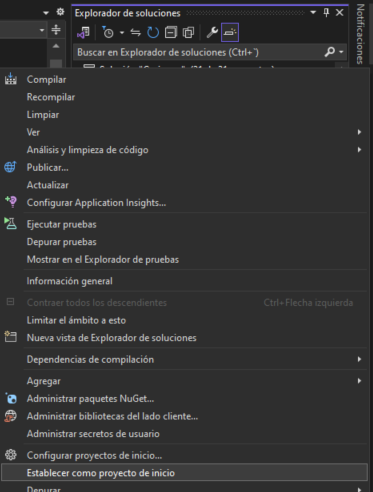 Explorador de soluciones
Notificaciones
Buscar en Explorador de soluciones (Ctrl+´)
Compilar
Recompilar
Limpiar
Ver
Análisis y limpieza de código
Publicar...
Actualizar
Configurar Application Insights...
Ejecutar pruebas
Depurar pruebas
Mostrar en el Explorador de pruebas
Información general
Contraer todos los descendientes Ctrl+Flecha izquierda
Limitar el ámbito a esto
Nueva vista de Explorador de soluciones
Dependencias de compilación
Agregar
Administrar paquetes NuGet...
Administrar bibliotecas del lado cliente...
Administrar secretos de usuario
Configurar proyectos de inicio...
Establecer como proyecto de inicio
Depurar